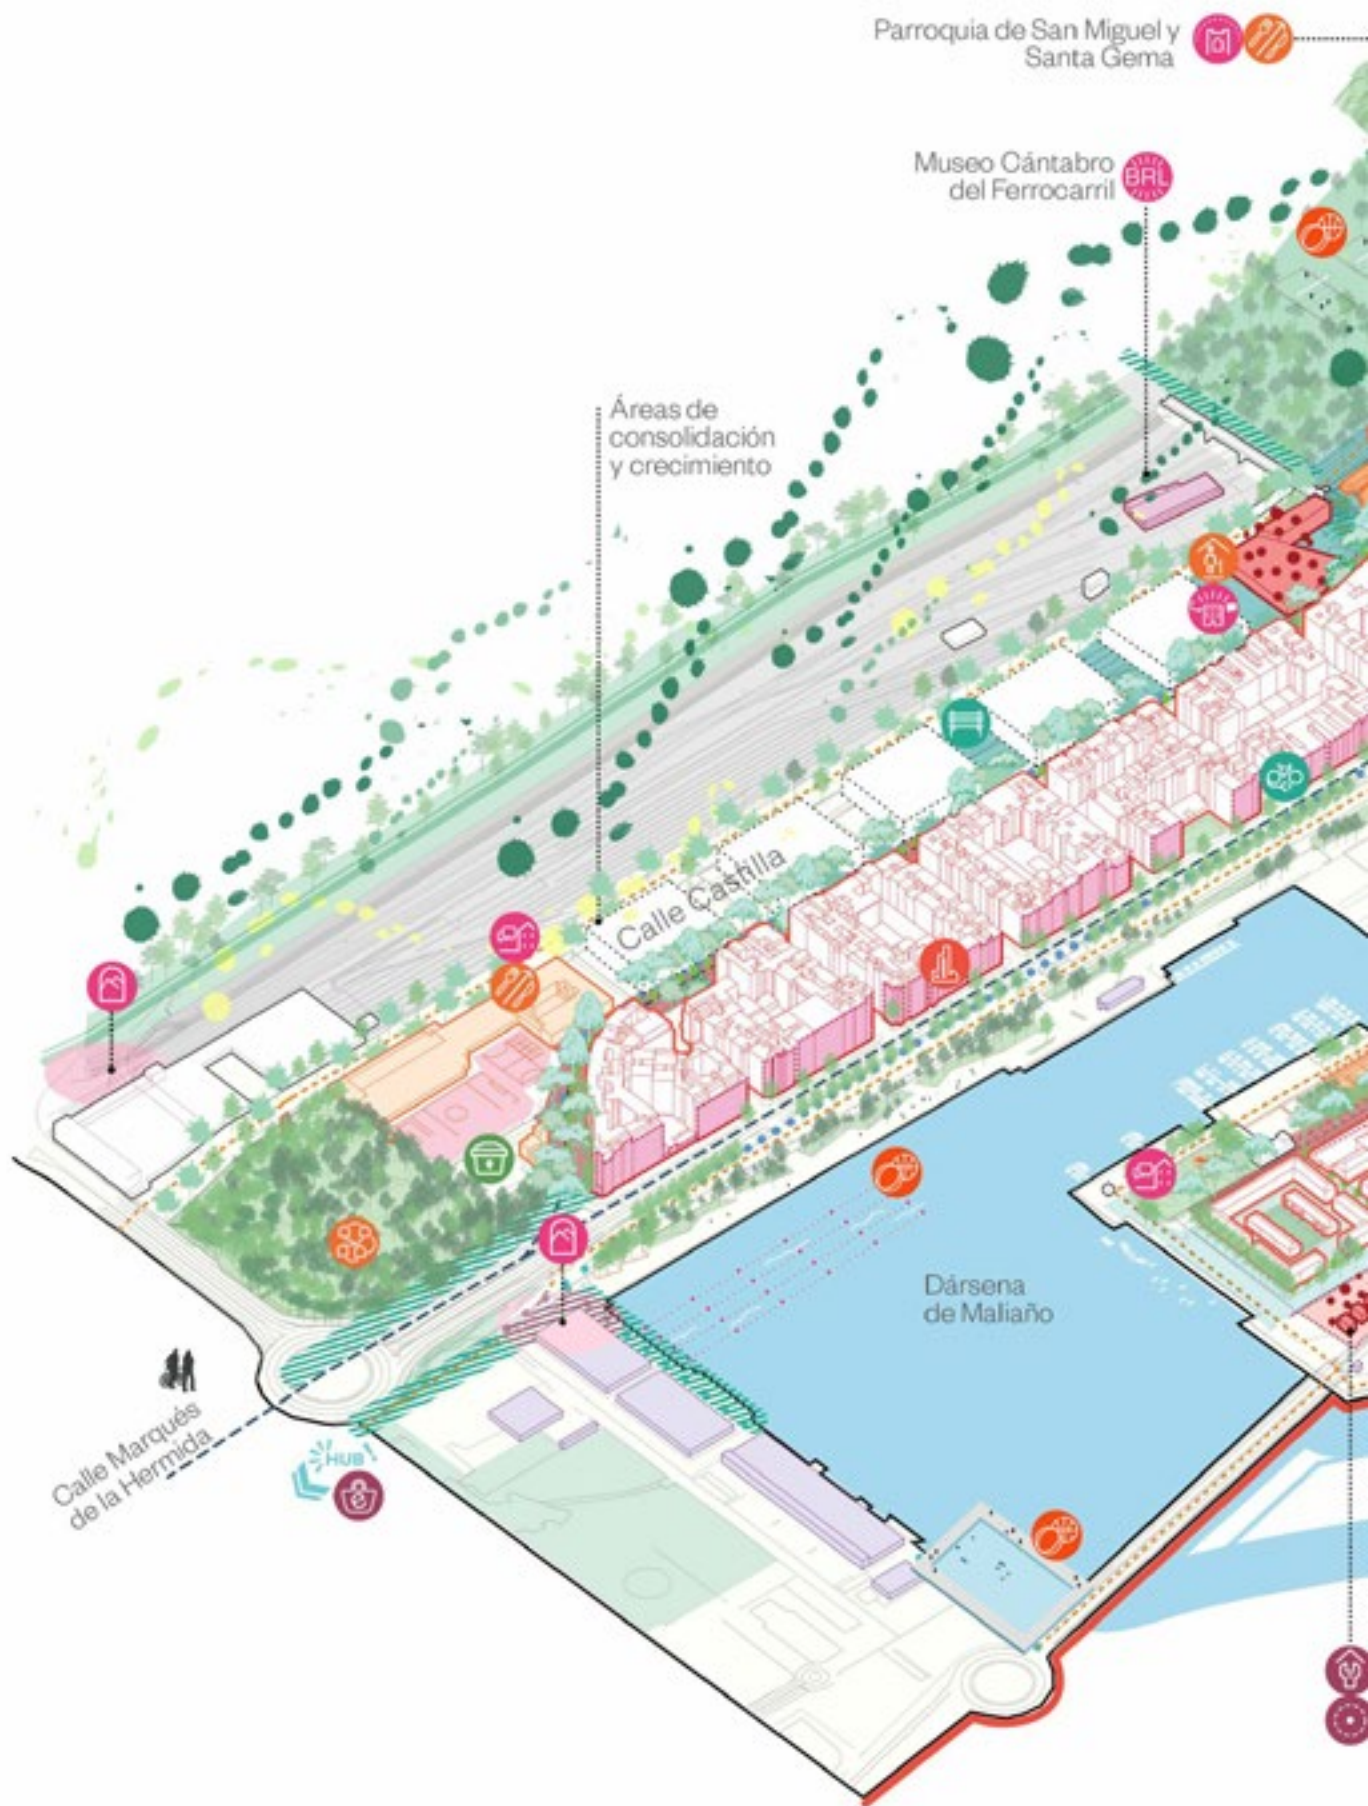 Parroquia de San Miguel y
Santa Gema
Museo Cántabro
del Ferrocarril
BRL
Áreas de
consolidación
y crecimiento
Calle Castilla
Dársena
de Maliaño
Calle Marqués
de la Hermida
HUB!